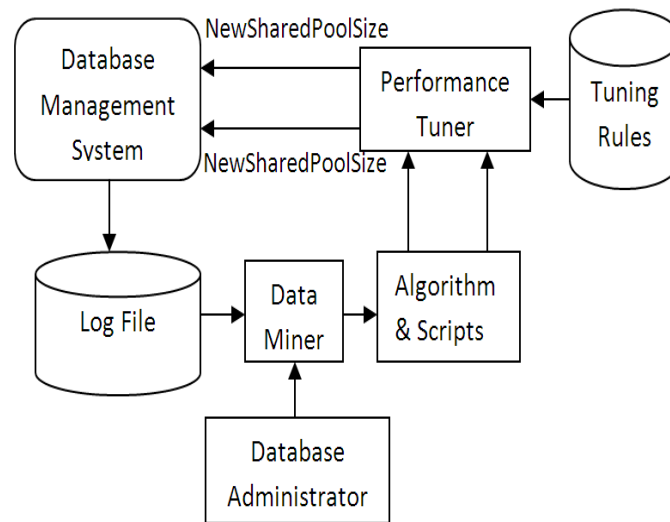 NewSharedPoolSize
Database
Management
System
Performance
Tuner
Tuning
Rules
NewSharedPoolSize
Log File
Data
Miner
Algorithm
& Scripts
Database
Administrator